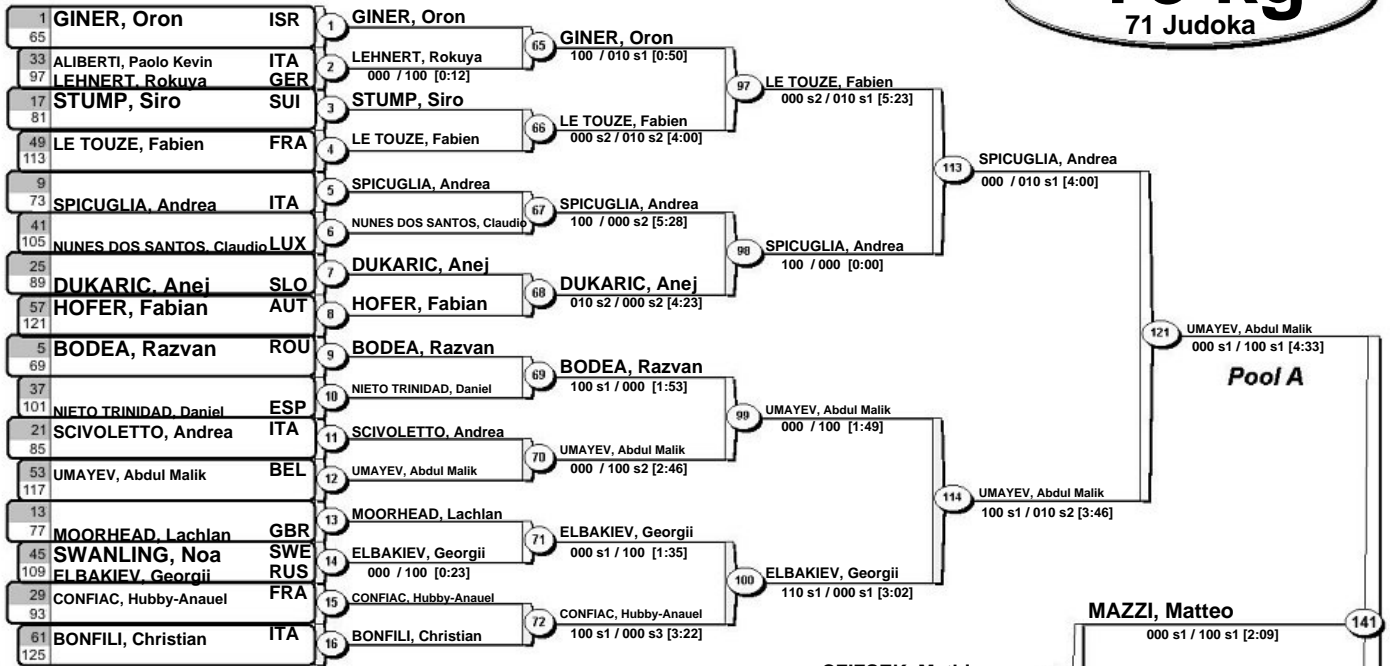 kg
71 Judoka
1 GINER, Oron ISR
65
33 ALIBERTI, Paolo Kevin ITA
97 LEHNERT, Rokuya GER
17 STUMP, Siro SUI
81
49 LE TOUZE, Fabien FRA
113
9
73 SPICUGLIA, Andrea ITA
41
105 NUNES DOS SANTOS, Claudio LUX
25
89 DUKARIC, Anej SLO
57 HOFER, Fabian AUT
121
5 BODEA, Razvan ROU
69
37
101 NIETO TRINIDAD, Daniel ESP
21 SCIVOLETTO, Andrea ITA
85
53 UMAYEV, Abdul Malik BEL
117
13
77 MOORHEAD, Lachlan GBR
45 SWANLING, Noa SWE
109 ELBAKIEV, Georgii RUS
29 CONFIAC, Hubby-Anauel FRA
93
61 BONFILI, Christian ITA
125
1 GINER, Oron
2 LEHNERT, Rokuya
000 / 100 [0:12]
3 STUMP, Siro
4 LE TOUZE, Fabien
5 SPICUGLIA, Andrea
6 NUNES DOS SANTOS, Claudio
7 DUKARIC, Anej
8 HOFER, Fabian
9 BODEA, Razvan
10 NIETO TRINIDAD, Daniel
11 SCIVOLETTO, Andrea
12 UMAYEV, Abdul Malik
13 MOORHEAD, Lachlan
14 ELBAKIEV, Georgii
000 / 100 [0:23]
15 CONFIAC, Hubby-Anauel
16 BONFILI, Christian
65 GINER, Oron
100 / 010 s1 [0:50]
66 LE TOUZE, Fabien
000 s2 / 010 s2 [4:00]
67 SPICUGLIA, Andrea
100 / 000 s2 [5:28]
68 DUKARIC, Anej
010 s2 / 000 s2 [4:23]
69 BODEA, Razvan
100 s1 / 000 [1:53]
70 UMAYEV, Abdul Malik
000 / 100 s2 [2:46]
71 ELBAKIEV, Georgii
000 s1 / 100 [1:35]
72 CONFIAC, Hubby-Anauel
100 s1 / 000 s3 [3:22]
97 LE TOUZE, Fabien
000 s2 / 010 s1 [5:23]
98 SPICUGLIA, Andrea
100 / 000 [0:00]
99 UMAYEV, Abdul Malik
000 / 100 [1:49]
100 ELBAKIEV, Georgii
110 s1 / 000 s1 [3:02]
113 SPICUGLIA, Andrea
000 / 010 s1 [4:00]
114 UMAYEV, Abdul Malik
100 s1 / 010 s2 [3:46]
121 UMAYEV, Abdul Malik
000 s1 / 100 s1 [4:33]
Pool A
MAZZI, Matteo
000 s1 / 100 s1 [2:09]
141